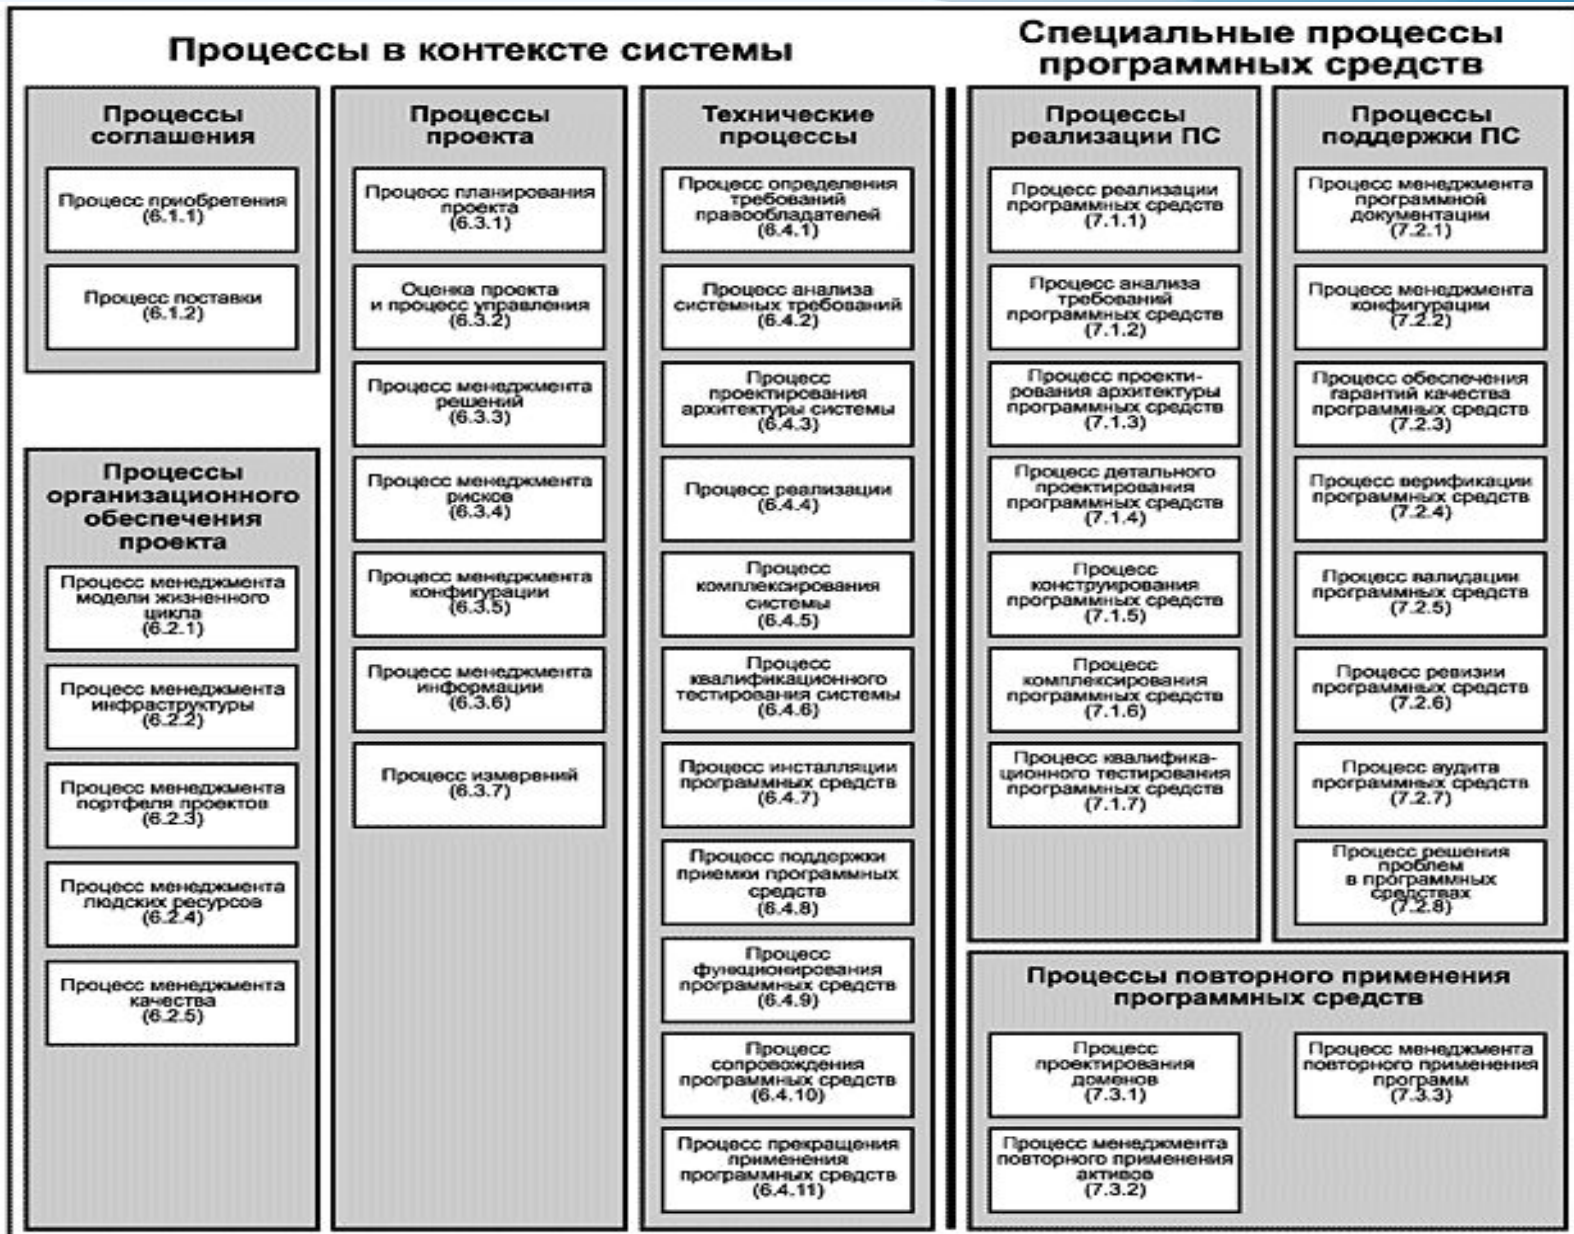 Процессы в контексте системы
Специальные процессы
программных средств
Процессы
соглашения
Процесс приобретения
(6.1.1)
Процесс поставки
(6.1.2)
Процессы
организационного
обеспечения
проекта
Процесс менеджмента
модели жизненного
цикла
(6.2.1)
Процесс менеджмента
инфраструктуры
(6.2.2)
Процесс менеджмента
портфеля проектов
(6.2.3)
Процесс менеджмента
людских ресурсов
(6.2.4)
Процесс менеджмента
качества
(6.2.5)
Процессы
проекта
Процесс планирования
проекта
(6.3.1)
Оценка проекта
и процесс управления
(6.3.2)
Процесс менеджмента
решений
(6.3.3)
Процесс менеджмента
рисков
(6.3.4)
Процесс менеджмента
конфигурации
(6.3.5)
Процесс менеджмента
информации
(6.3.6)
Процесс измерений
(6.3.7)
Технические
процессы
Процесс определения
требований
правообладателей
(6.4.1)
Процесс анализа
системных требований
(6.4.2)
Процесс
проектирования
архитектуры системы
(6.4.3)
Процесс реализации
(6.4.4)
Процесс
комплексирования
системы
(6.4.5)
Процесс
квалификационного
тестирования системы
(6.4.6)
Процесс инсталляции
программных средств
(6.4.7)
Процесс поддержки
приемки программных
средств
(6.4.8)
Процесс
функционирования
программных средств
(6.4.9)
Процесс
сопровождения
программных средств
(6.4.10)
Процесс прекращения
применения
программных средств
(6.4.11)
Процессы
реализации ПС
Процесс реализации
программных средств
(7.1.1)
Процесс анализа
требований
программных средств
(7.1.2)
Процесс проекти-
рования архитектуры
программных средств
(7.1.3)
Процесс детального
проектирования
программных средств
(7.1.4)
Процесс
конструирования
программных средств
(7.1.5)
Процесс
комплексирования
программных средств
(7.1.6)
Процесс квалифика-
ционного тестирования
программных средств
(7.1.7)
Процессы
поддержки ПС
Процесс менеджмента
программной
документации
(7.2.1)
Процесс менеджмента
конфигурации
(7.2.2)
Процесс обеспечения
гарантий качества
программных средств
(7.2.3)
Процесс верификации
программных средств
(7.2.4)
Процесс валидации
программных средств
(7.2.5)
Процесс ревизии
программных средств
(7.2.6)
Процесс аудита
программных средств
(7.2.7)
Процесс решения
проблем
в программных
средствах
(7.2.8)
Процессы повторного применения
программных средств
Процесс
проектирования
доменов
(7.3.1)
Процесс менеджмента
повторного применения
активов
(7.3.2)
Процесс менеджмента
повторного применения
программ
(7.3.3)